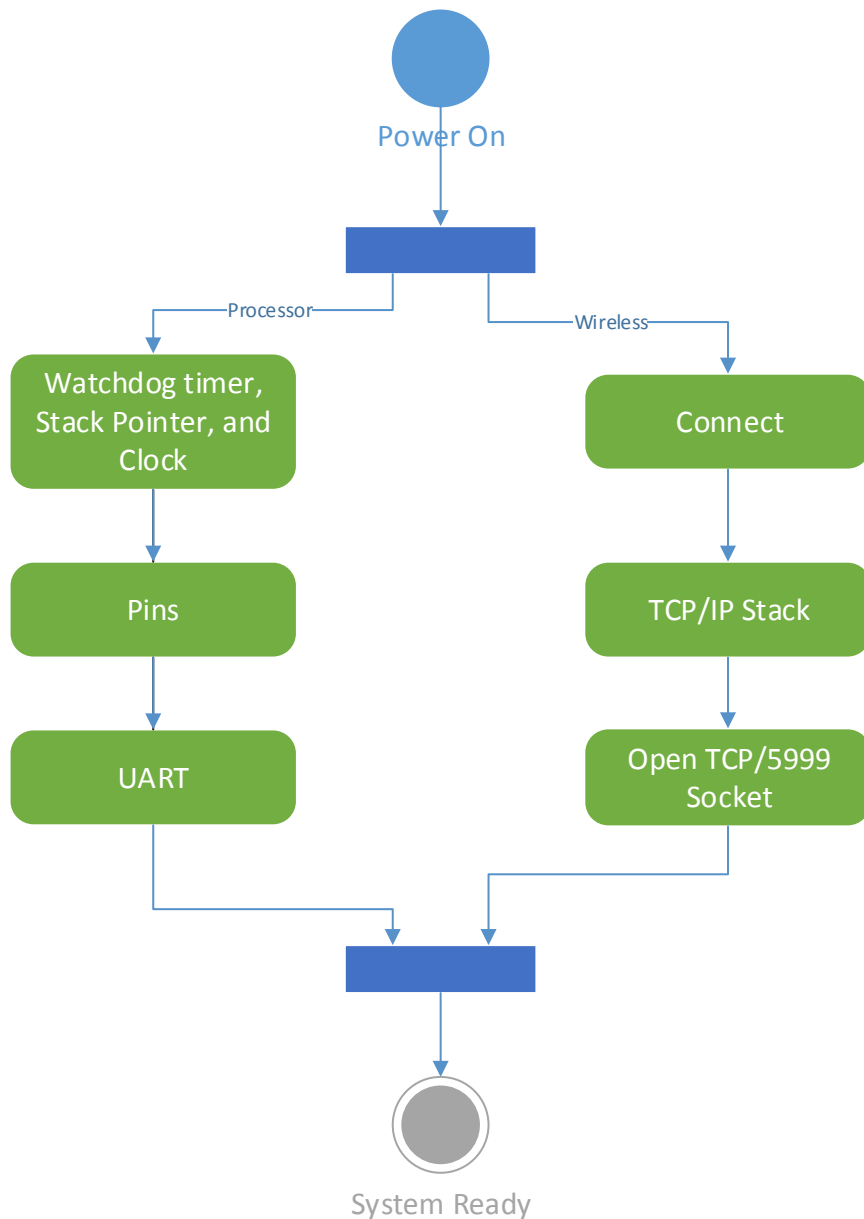 Power On
Processor
Wireless
Watchdog timer,
Stack Pointer, and
Clock
Connect
Pins
TCP/IP Stack
UART
Open TCP/5999
Socket
System Ready